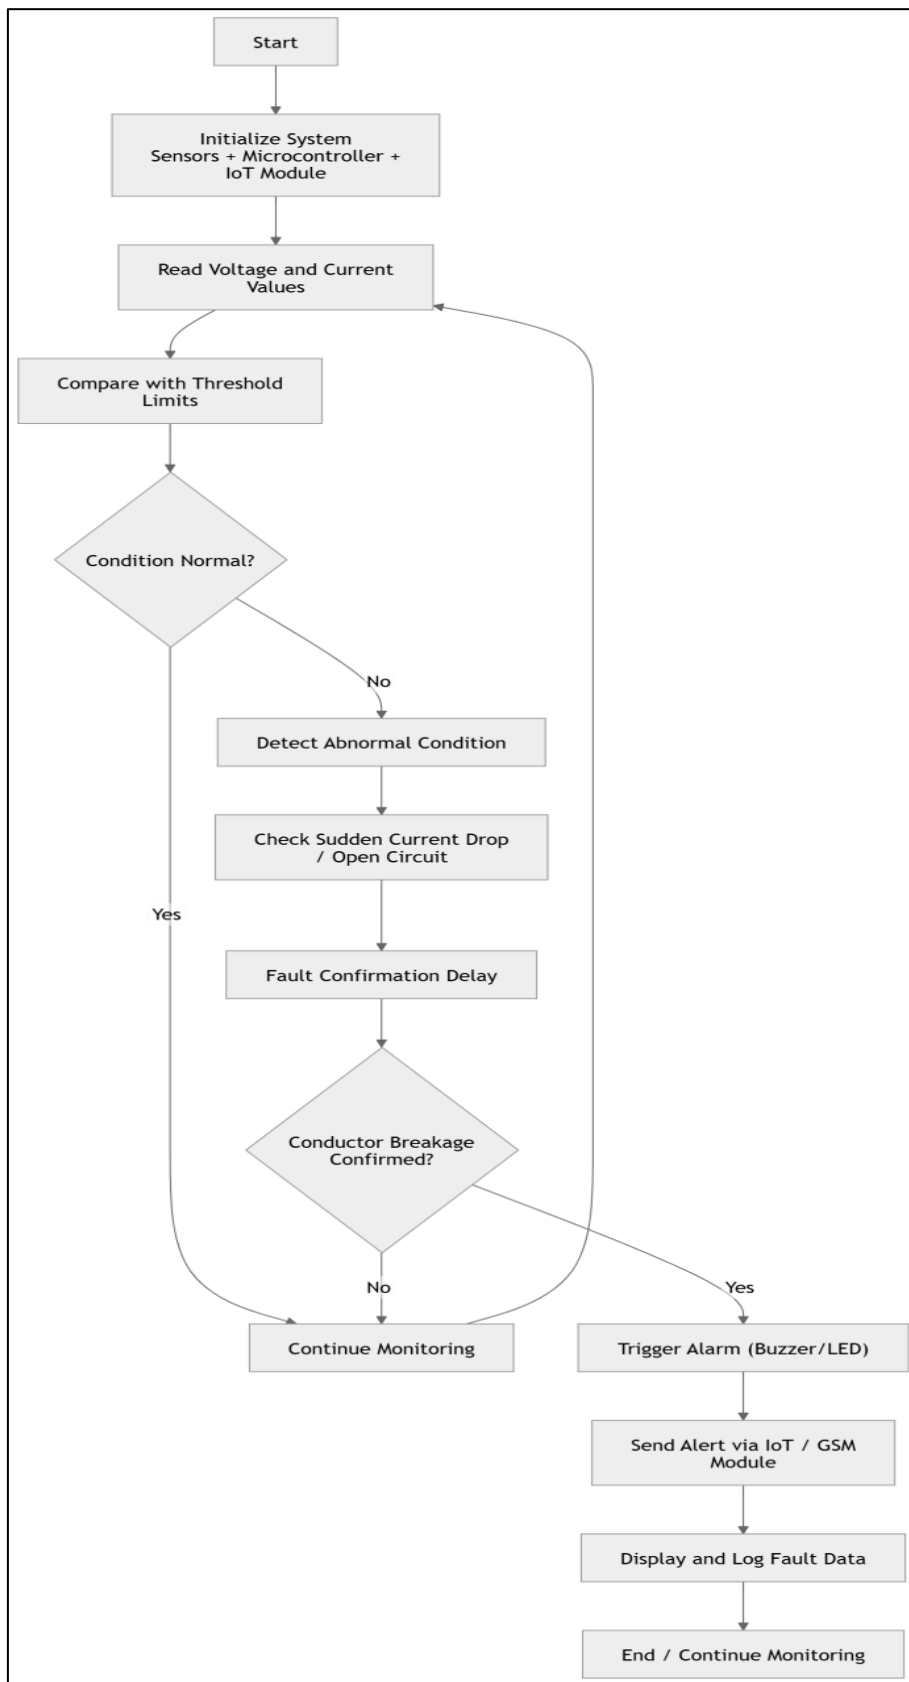 Start
Initialize System
Sensors + Microcontroller +
IoT Module
Read Voltage and Current
Values
Compare with Threshold
Limits
Condition Normal?
No
Detect Abnormal Condition
Check Sudden Current Drop
/ Open Circuit
Yes
Fault Confirmation Delay
Conductor Breakage
Confirmed?
No
Yes
Continue Monitoring
Trigger Alarm (Buzzer/LED)
Send Alert via IoT / GSM
Module
Display and Log Fault Data
End / Continue Monitoring